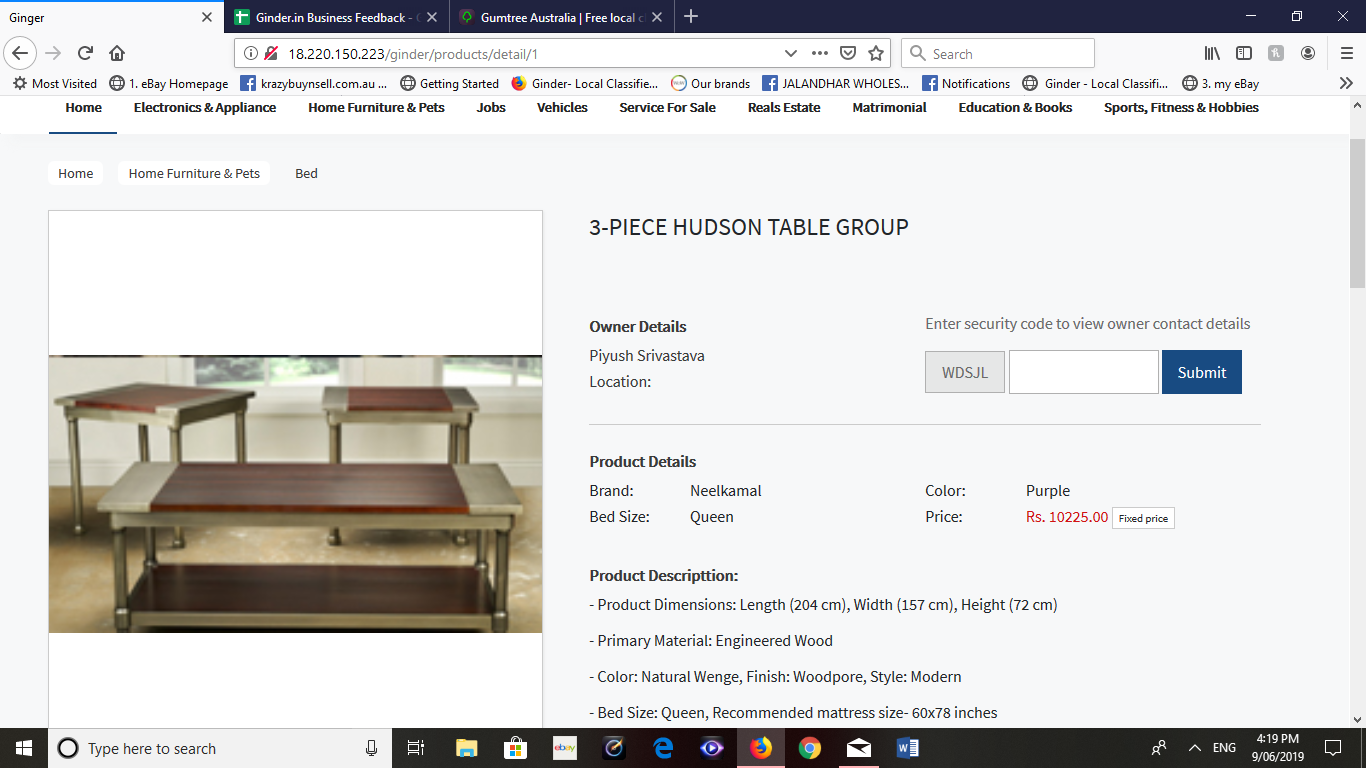 Ginger
Ginder.in Business Feedback -
Gumtree Australia | Free local c
18.220.150.223/ginder/products/detail/1
Search
Most Visited
1. eBay Homepage
krazybuynsell.com.au ...
Getting Started
Ginder- Local Classifie...
Our brands
JALANDHAR WHOLES...
Notifications
Ginder - Local Classifi...
3. my eBay
Home
Electronics & Appliance
Home Furniture & Pets
Jobs
Vehicles
Service For Sale
Reals Estate
Matrimonial
Education & Books
Sports, Fitness & Hobbies
Home
Home Furniture & Pets
Bed
3-PIECE HUDSON TABLE GROUP
Owner Details
Piyush Srivastava
Location:
Enter security code to view owner contact details
WDSJL
Submit
Product Details
Brand: Neelkamal
Color: Purple
Bed Size: Queen
Price: Rs. 10225.00 Fixed price
Product Descripttion:
- Product Dimensions: Length (204 cm), Width (157 cm), Height (72 cm)
- Primary Material: Engineered Wood
- Color: Natural Wenge, Finish: Woodpore, Style: Modern
- Bed Size: Queen, Recommended mattress size- 60x78 inches
Type here to search
ebay
ENG
4:19 PM
9/06/2019